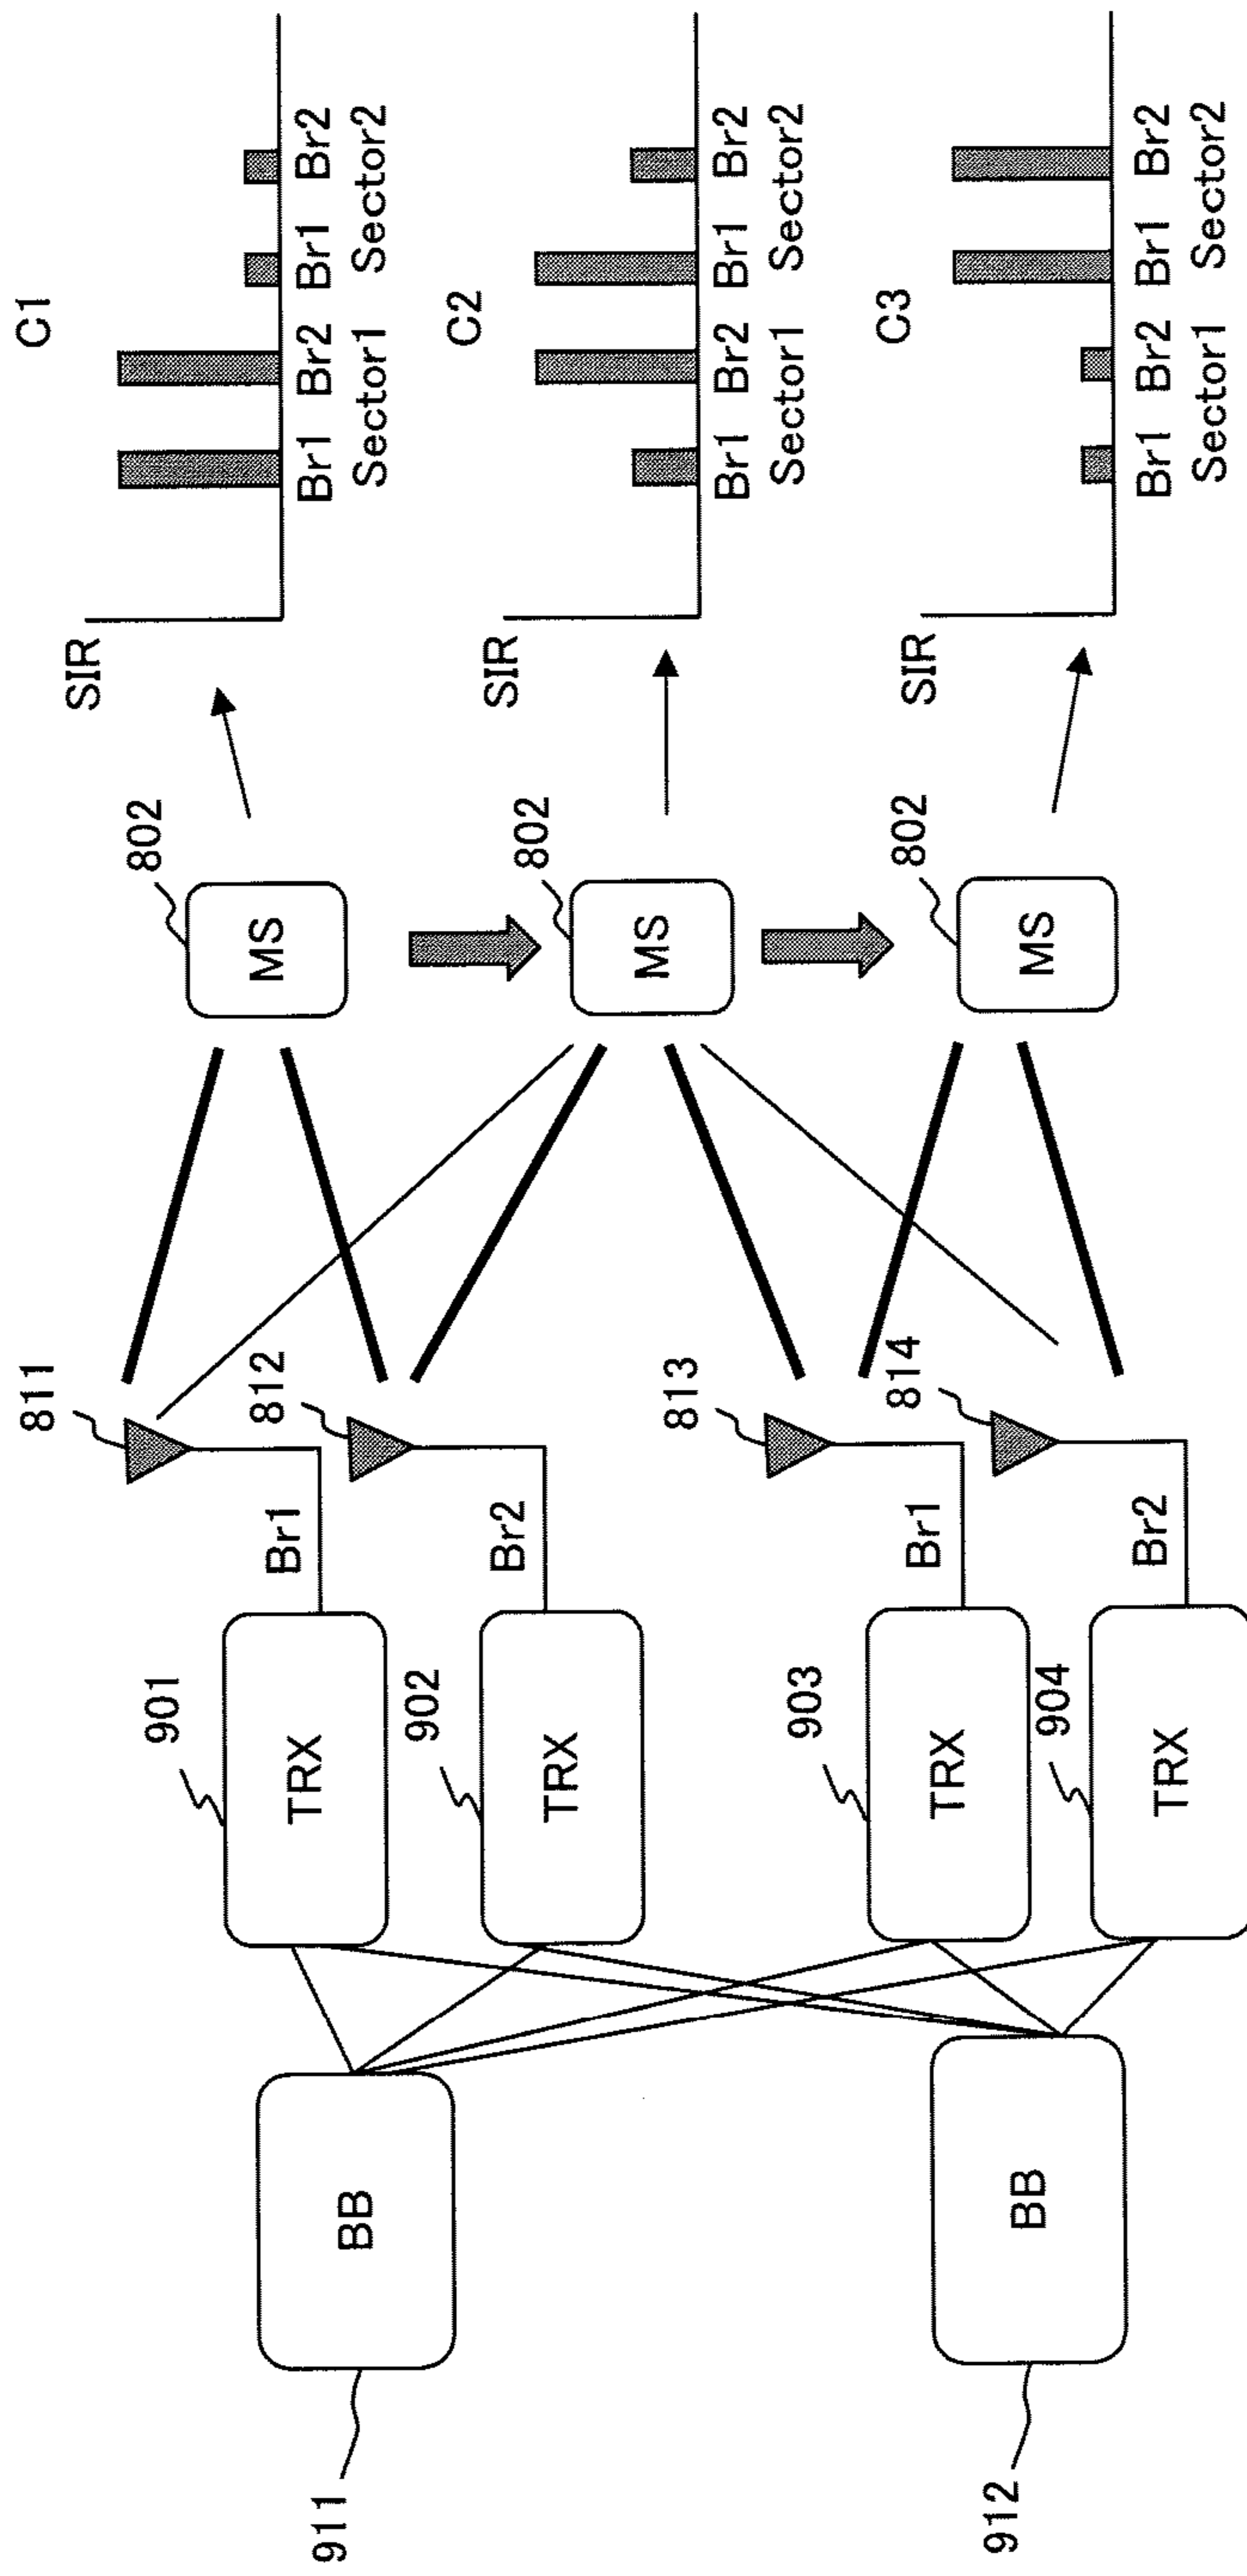 911
BB
912
BB
901
TRX
902
TRX
903
TRX
904
TRX
Br1
Br2
Br1
Br2
811
812
813
814
802
MS
802
MS
802
MS
C1
SIR
Br1 Br2 Br1 Br2
Sector1 Sector2
C2
SIR
Br1 Br2 Br1 Br2
Sector1 Sector2
C3
SIR
Br1 Br2 Br1 Br2
Sector1 Sector2